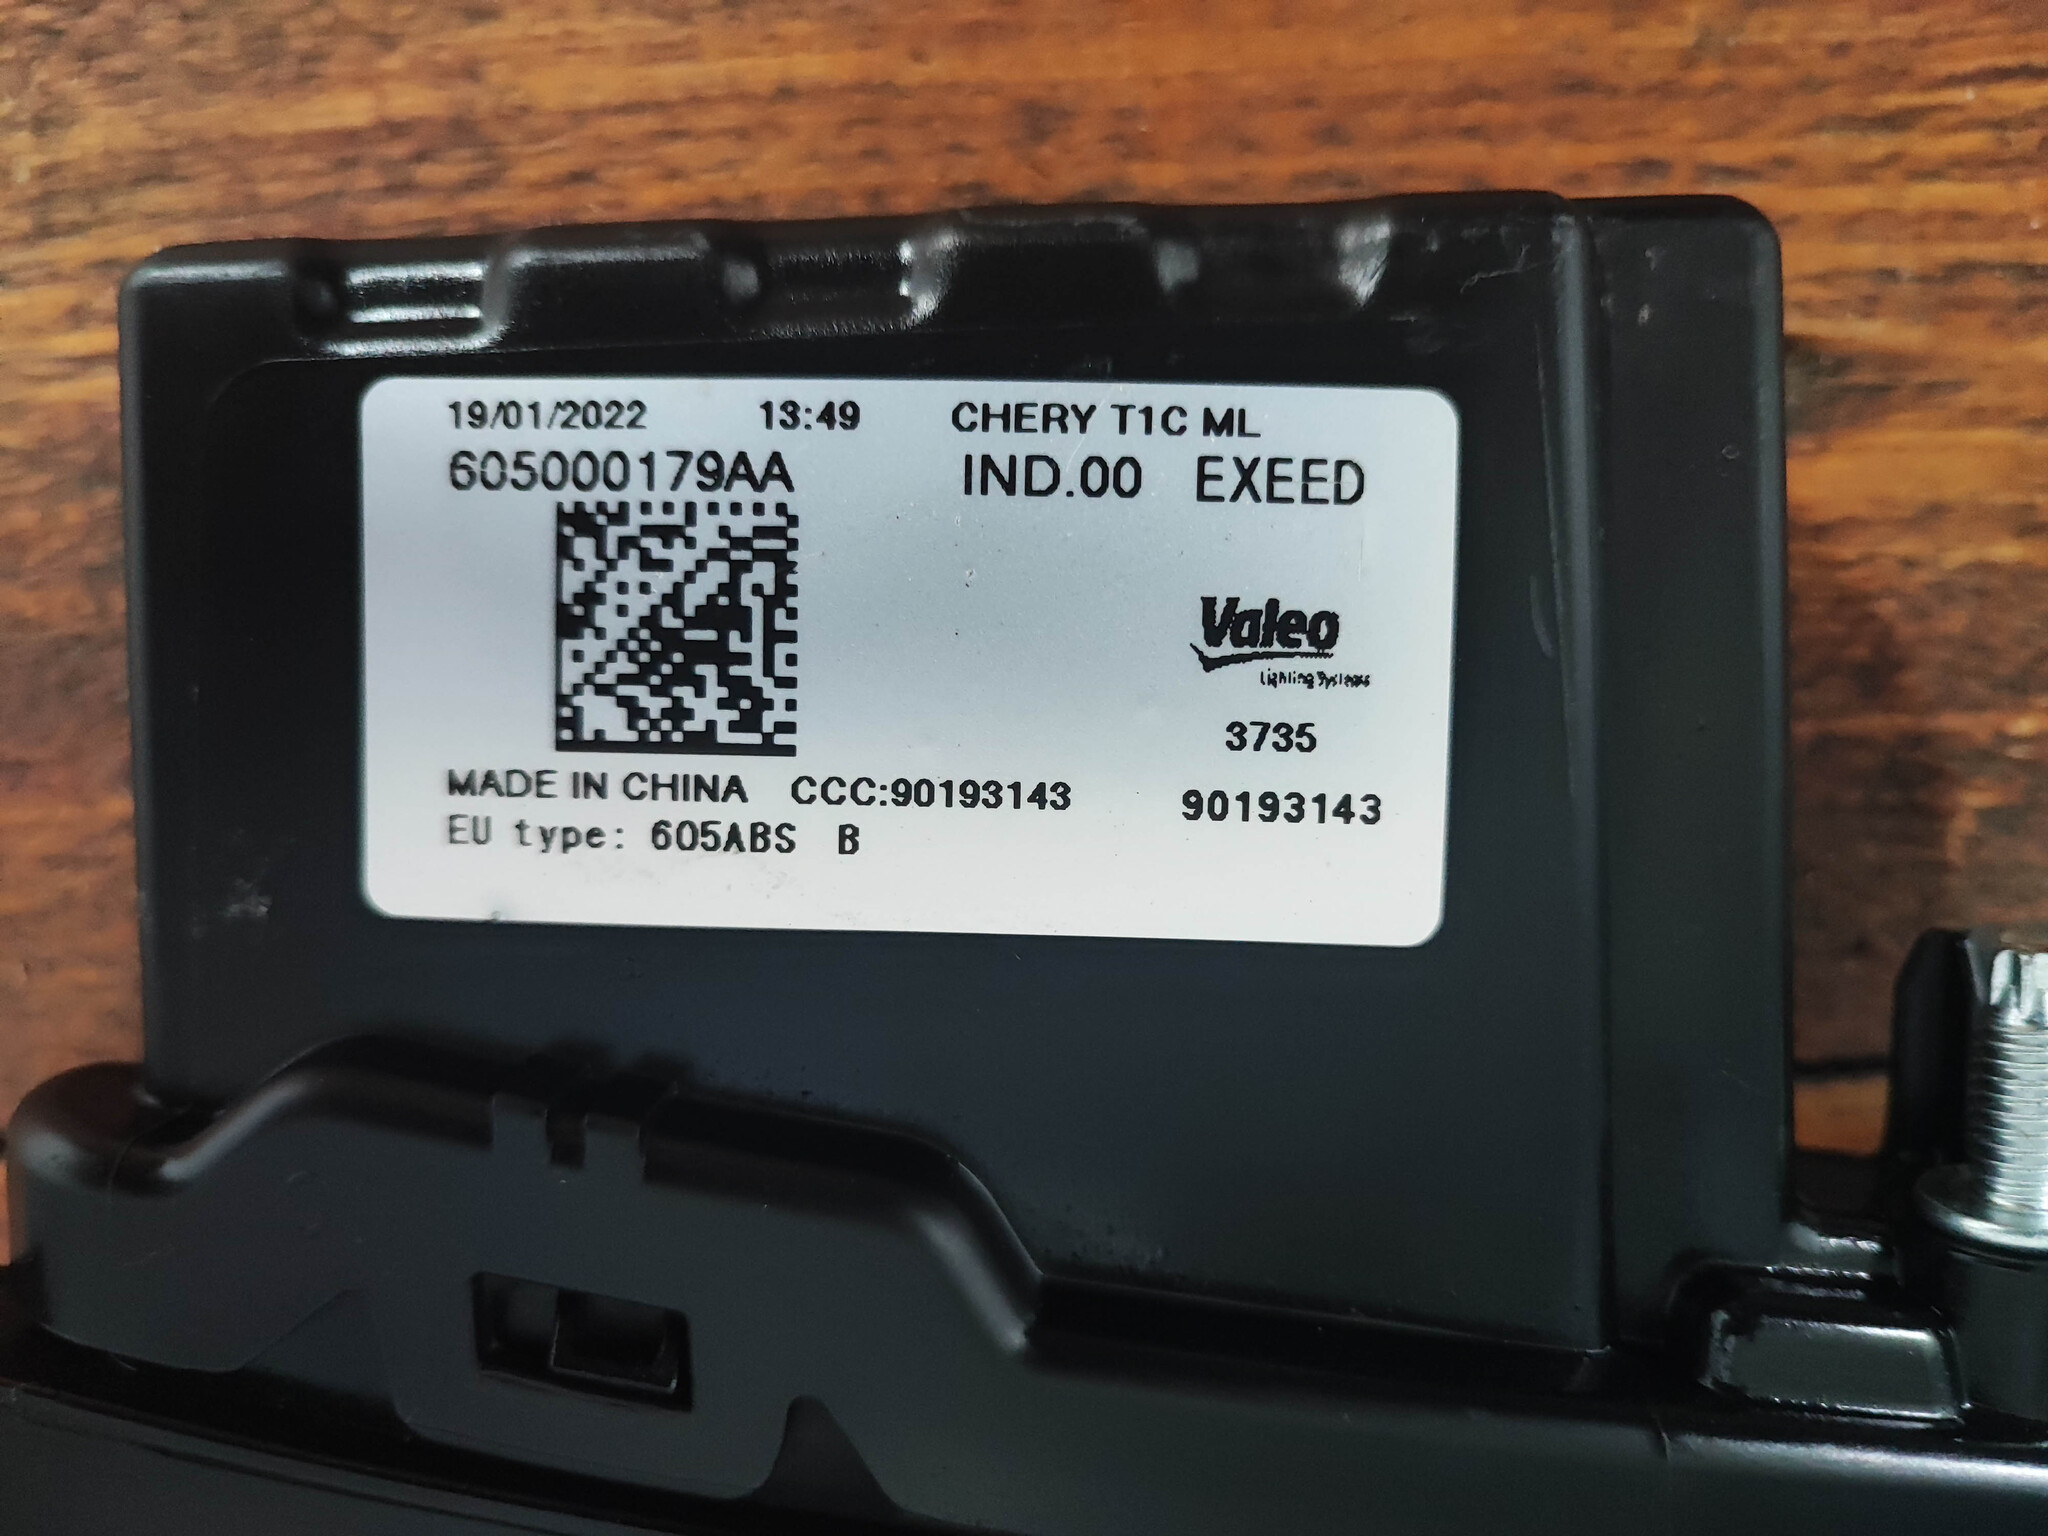 19/01/2022 13:49 CHERY T1C ML
605000179AA IND.00 EXEED
Valeo
Lighting Systems
3735
MADE IN CHINA CCC:90193143 90193143
EU type: 605ABS B